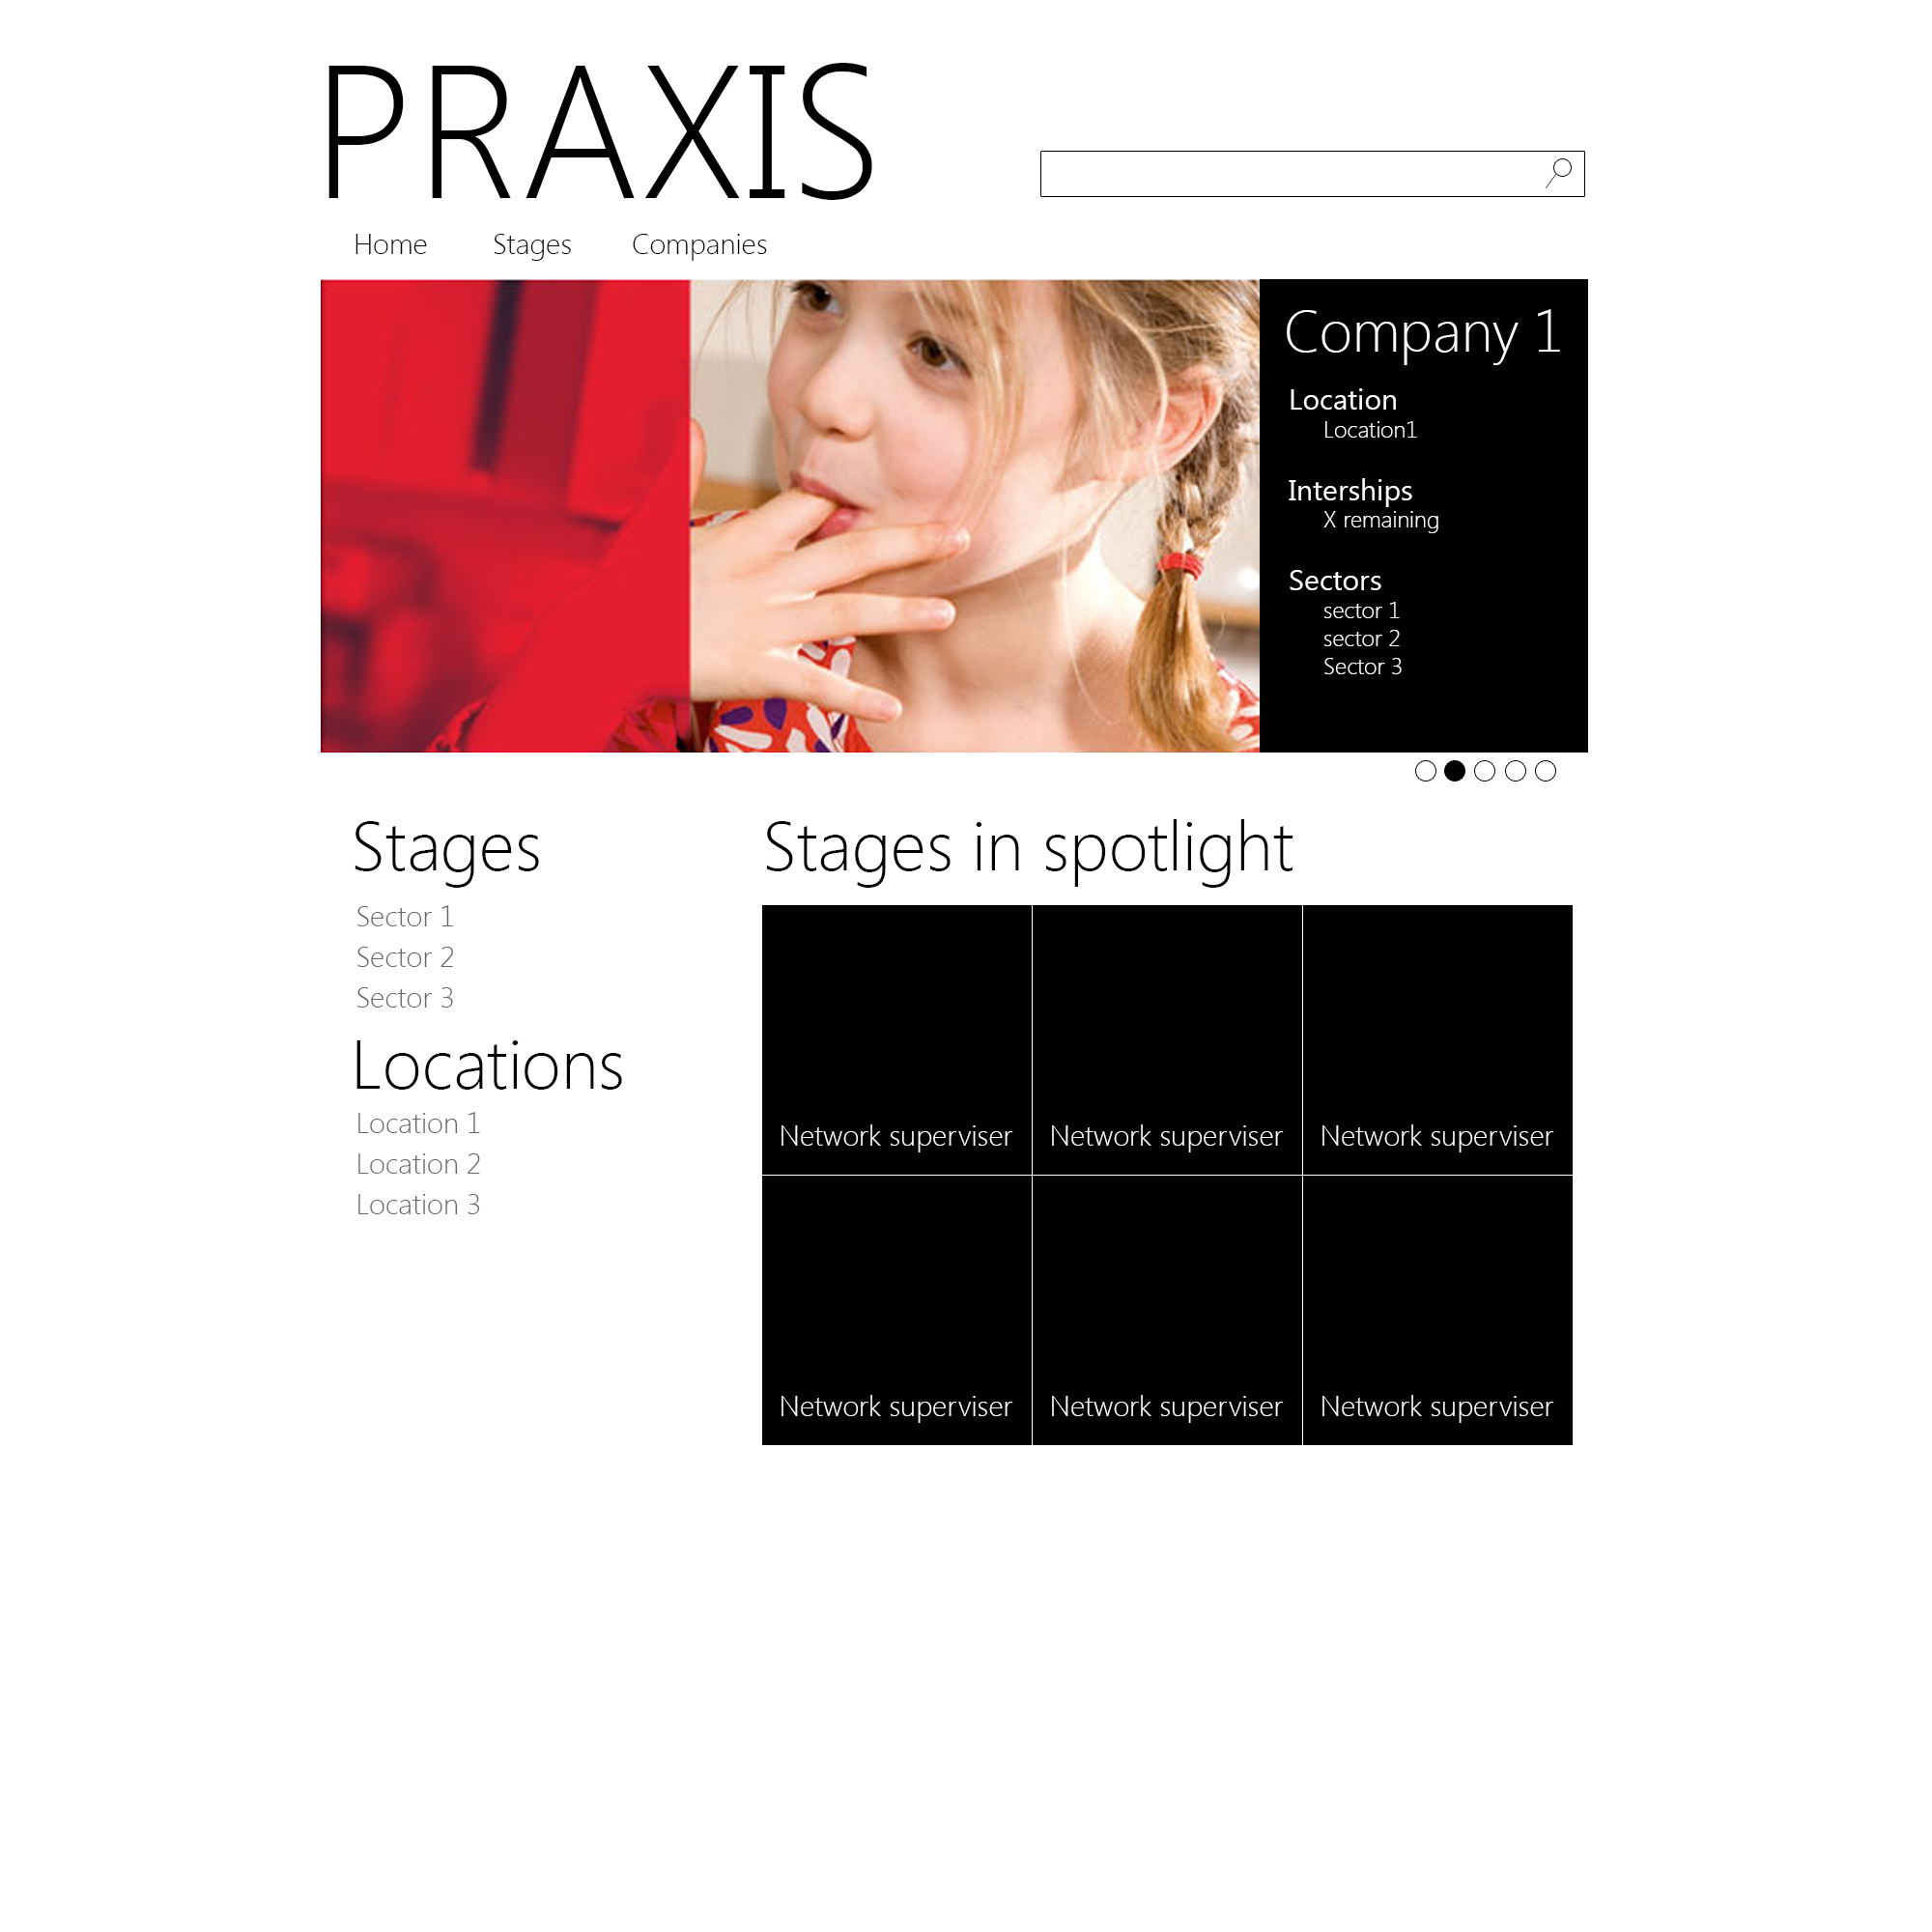 PRAXIS
Home Stages Companies
Company 1
Location
Location1
Interships
X remaining
Sectors
sector 1
sector 2
Sector 3
Stages
Sector 1
Sector 2
Sector 3
Locations
Location 1
Location 2
Location 3
Stages in spotlight
Network superviser Network superviser Network superviser
Network superviser Network superviser Network superviser